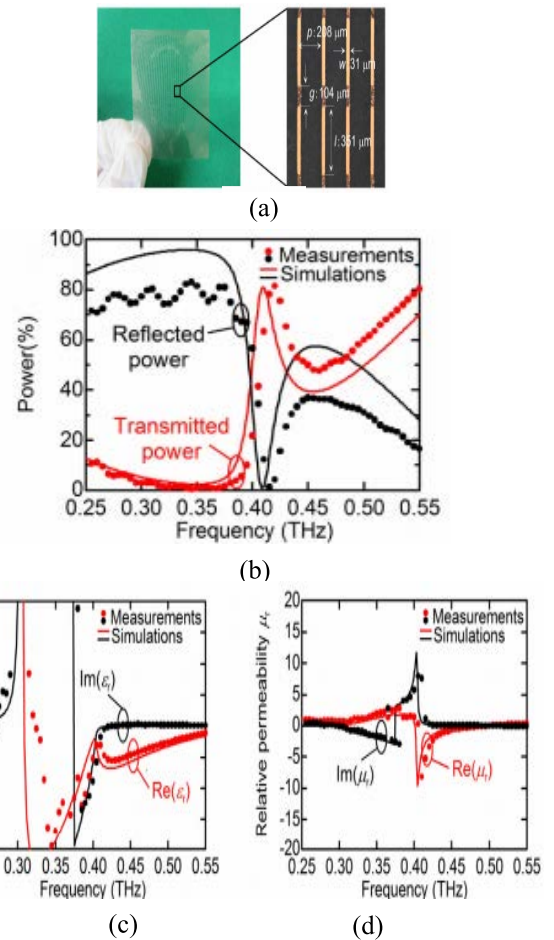 p:208 μm
w:31 μm
g:104 μm
l:351 μm
(a)
100
80
60
40
20
0
Power(%)
Measurements
Simulations
Reflected
power
Transmitted
power
0.25 0.30 0.35 0.40 0.45 0.50 0.55
Frequency (THz)
(b)
Measurements
Simulations
Im(εr)
Re(εr)
0.30 0.35 0.40 0.45 0.50 0.55
Frequency (THz)
(c)
20
15
10
5
0
-5
-10
-15
-20
Relative permeability μr
Measurements
Simulations
Im(μr)
Re(μr)
0.25 0.30 0.35 0.40 0.45 0.50 0.55
Frequency (THz)
(d)